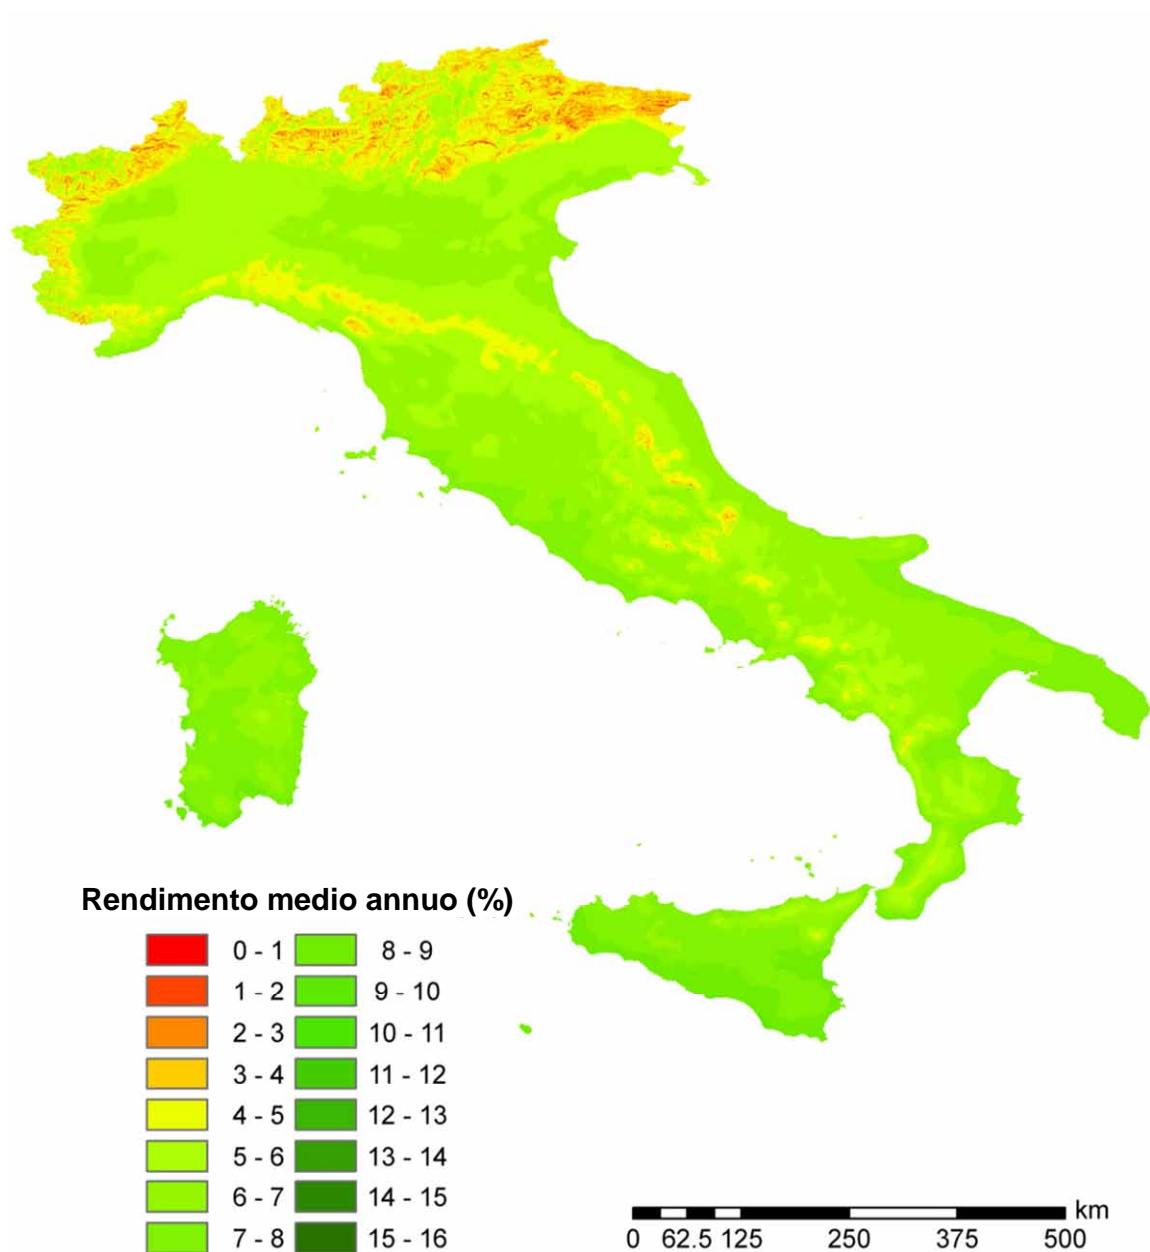 Rendimento medio annuo (%)
0 - 1 8 - 9
1 - 2 9 - 10
2 - 3 10 - 11
3 - 4 11 - 12
4 - 5 12 - 13
5 - 6 13 - 14
6 - 7 14 - 15
7 - 8 15 - 16
km
0 62.5 125 250 375 500